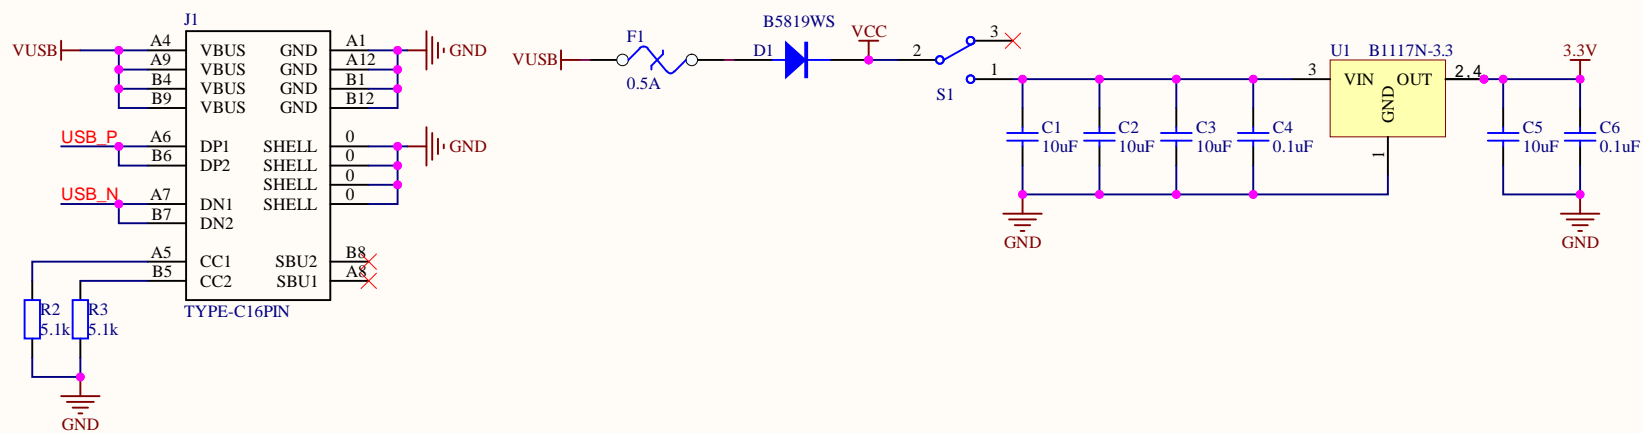 J1
VUSB
A4 VBUS GND A1 GND
A9 VBUS GND A12
B4 VBUS GND B1
B9 VBUS GND B12
USB_P A6 DP1 SHELL 0 GND
B6 DP2 SHELL 0
SHELL 0
USB_N A7 DN1 SHELL 0
B7 DN2
A5 CC1 SBU2 B8
B5 CC2 SBU1 A8
TYPE-C16PIN
R2
5.1k
R3
5.1k
GND
VUSB
F1
0.5A
B5819WS
D1
VCC
2
3
1
S1
C1
10uF
C2
10uF
C3
10uF
C4
0.1uF
GND
U1 B1117N-3.3
3 VIN OUT 2,4
GND
1
3.3V
C5
10uF
C6
0.1uF
GND